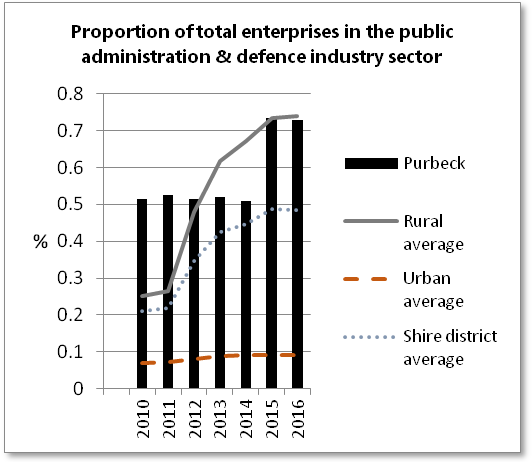 Proportion of total enterprises in the public
administration & defence industry sector
0.8
0.7
0.6
0.5
0.4
0.3
0.2
0.1
0
%
2010
2011
2012
2013
2014
2015
2016
Purbeck
Rural
average
Urban
average
Shire district
average